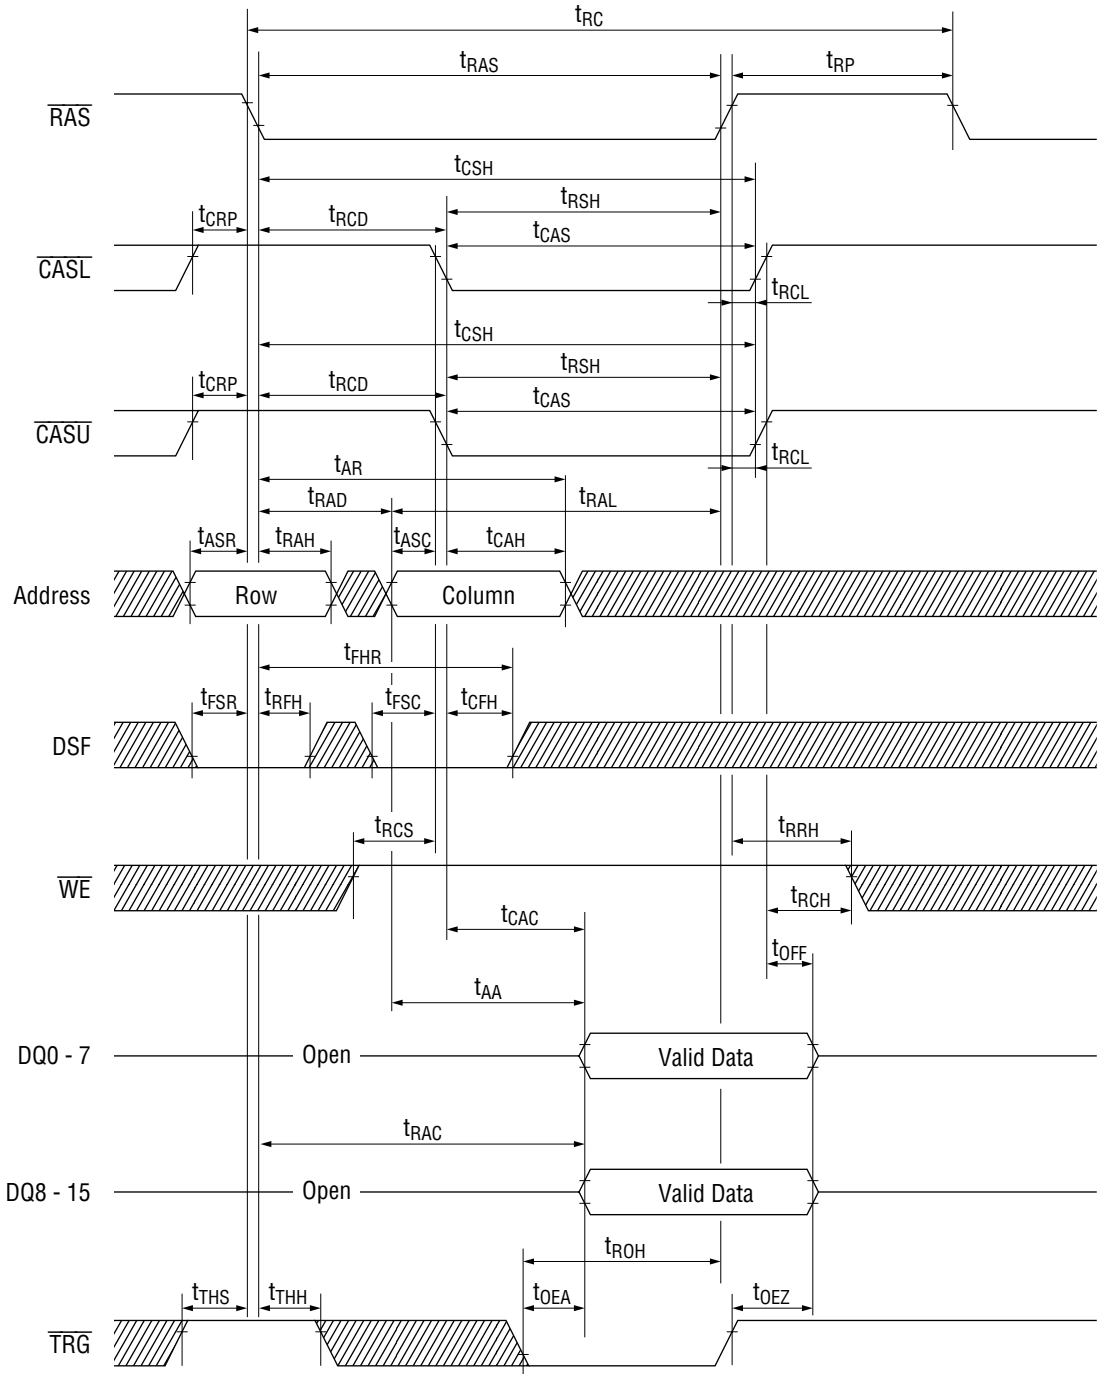 tRC
tRAS tRP
RAS
tCSH
tRSH
tCRP tRCD tCAS
CASL
tRCL
tCSH
tRSH
tCRP tRCD tCAS
CASU
tRCL
tAR
tRAD tRAL
tASR tRAH tASC tCAH
Address Row Column
tFHR
tFSR tRFH tFSC tCFH
DSF
tRCS tRRH
WE
tRCH
tCAC
tOFF
tAA
DQ0 - 7 Open Valid Data
tRAC
DQ8 - 15 Open Valid Data
tROH
tTHS tTHH tOEA tOEZ
TRG